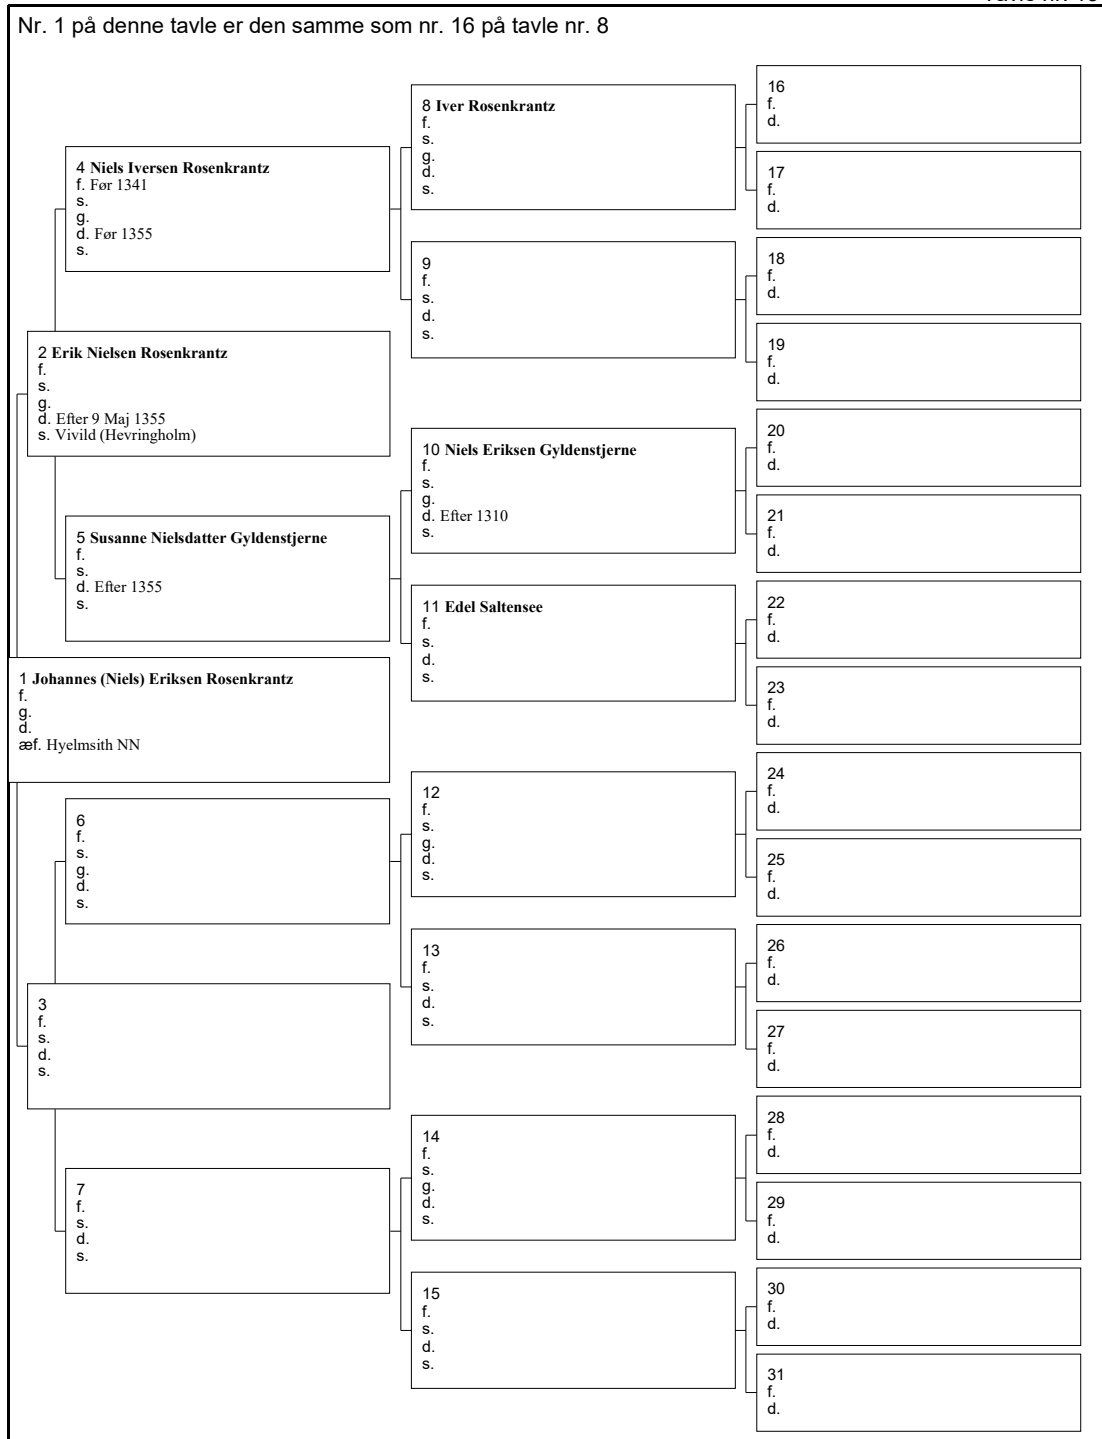 Nr. 1 på denne tavle er den samme som nr. 16 på tavle nr. 8
16
f.
d.
8 Iver Rosenkrantz
f.
s.
g.
d.
s.
4 Niels Iversen Rosenkrantz
f. Før 1341
s.
g.
d. Før 1355
s.
17
f.
d.
9
f.
s.
d.
s.
18
f.
d.
19
f.
d.
2 Erik Nielsen Rosenkrantz
f.
s.
g.
d. Efter 9 Maj 1355
s. Vivild (Hevringholm)
20
f.
d.
10 Niels Eriksen Gyldenstjerne
f.
s.
g.
d. Efter 1310
s.
21
f.
d.
5 Susanne Nielsdatter Gyldenstjerne
f.
s.
d. Efter 1355
s.
11 Edel Saltensee
f.
s.
d.
s.
22
f.
d.
23
f.
d.
1 Johannes (Niels) Eriksen Rosenkrantz
f.
g.
d.
æf. Hyelmsith NN
24
f.
d.
12
f.
s.
g.
d.
s.
6
f.
s.
g.
d.
s.
25
f.
d.
13
f.
s.
d.
s.
26
f.
d.
27
f.
d.
3
f.
s.
d.
s.
28
f.
d.
14
f.
s.
g.
d.
s.
7
f.
s.
d.
s.
29
f.
d.
15
f.
s.
d.
s.
30
f.
d.
31
f.
d.